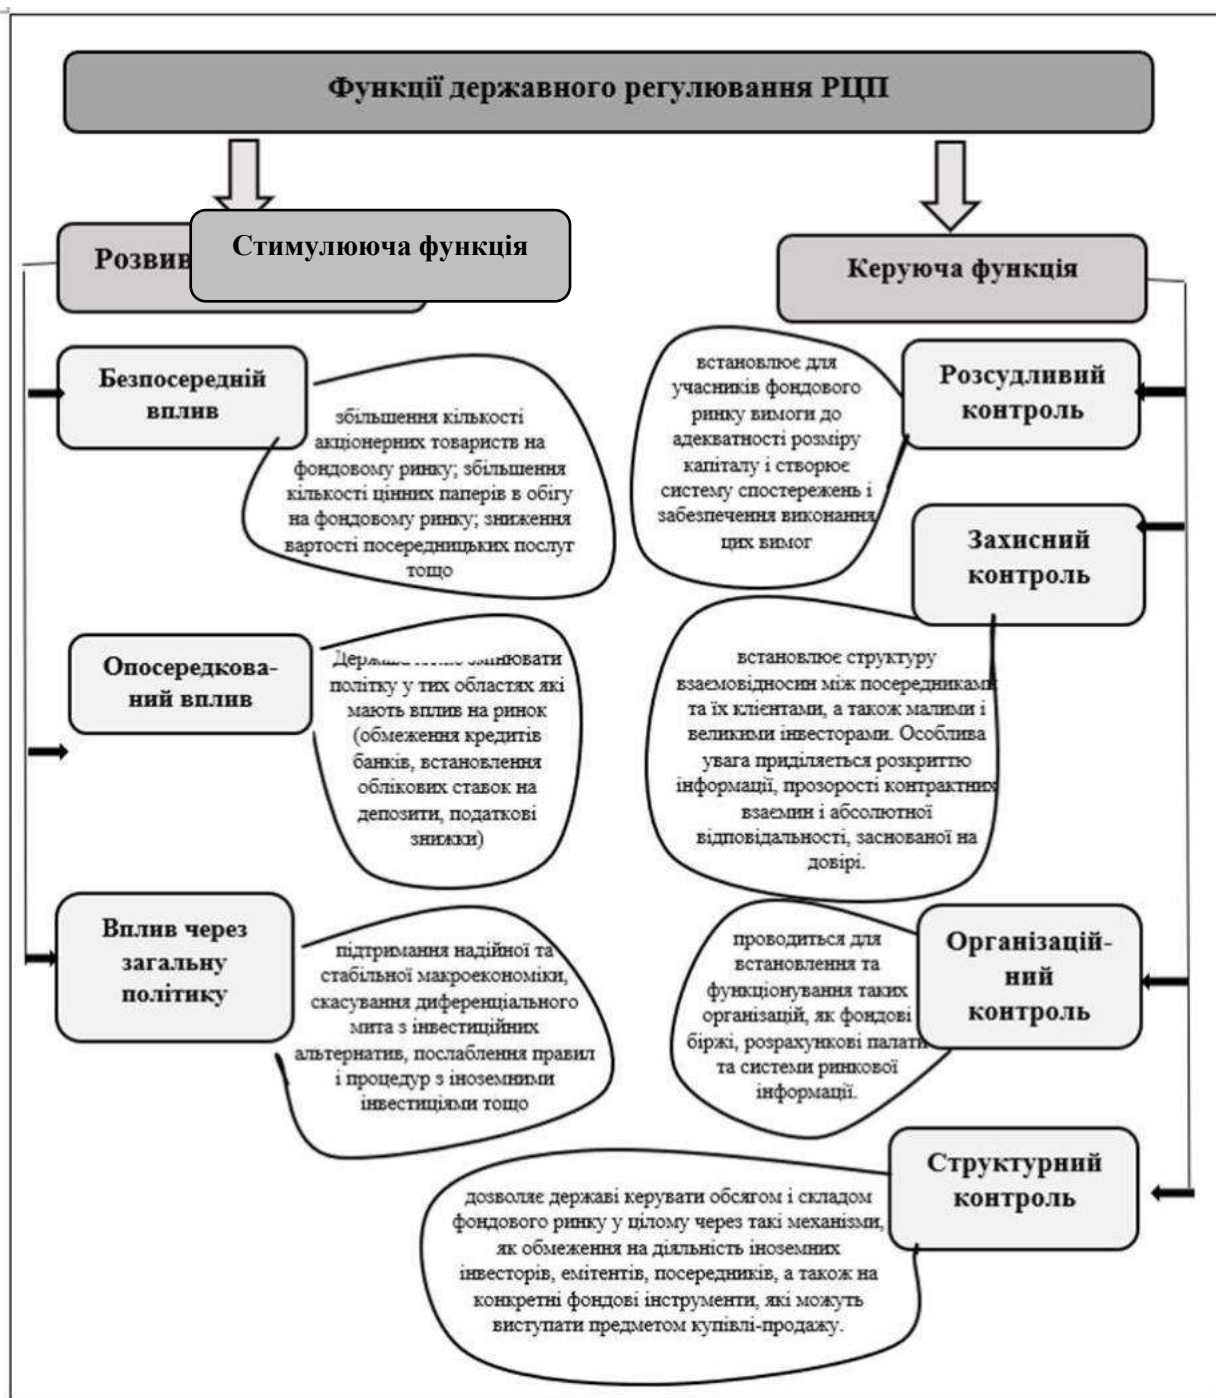 Функції державного регулювання РЦП
Розвив
Стимулююча функція
Безпосередній
вплив
збільшення кількості
акціонерних товариств на
фондовому ринку; збільшення
кількості цінних паперів в обігу
на фондовому ринку; зниження
вартості посередницьких послуг
тощо
Опосередкова-
ний вплив
Держава змінювати
політку у тих областях які
мають вплив на ринок
(обмеження кредитів
банків, встановлення
облікових ставок на
депозити, податкові
знижки)
Вплив через
загальну
політику
підтримання надійної та
стабільної макроекономіки,
скасування диференціального
мита з інвестиційних
альтернатив, послаблення правил
і процедур з іноземними
інвестиціями тощо
Керуюча функція
Розсудливий
контроль
встановлює для
учасників фондового
ринку вимоги до
адекватності розміру
капіталу і створює
систему спостережень і
забезпечення виконання
цих вимог
Захисний
контроль
встановлює структуру
взаємовідносин між посередниками
та їх клієнтами, а також малими і
великими інвесторами. Особлива
увага приділяється розкриттю
інформації, прозорості контрактних
взаємин і абсолютної
відповідальності, заснованої на
довірі.
Організацій-
ний
контроль
проводиться для
встановлення та
функціонування таких
організацій, як фондові
біржі, розрахункові палати
та системи ринкової
інформації.
Структурний
контроль
дозволяє державі керувати обсягом і складом
фондового ринку у цілому через такі механізми,
як обмеження на діяльність іноземних
інвесторів, емітентів, посередників, а також на
конкретні фондові інструменти, які можуть
виступати предметом купівлі-продажу.